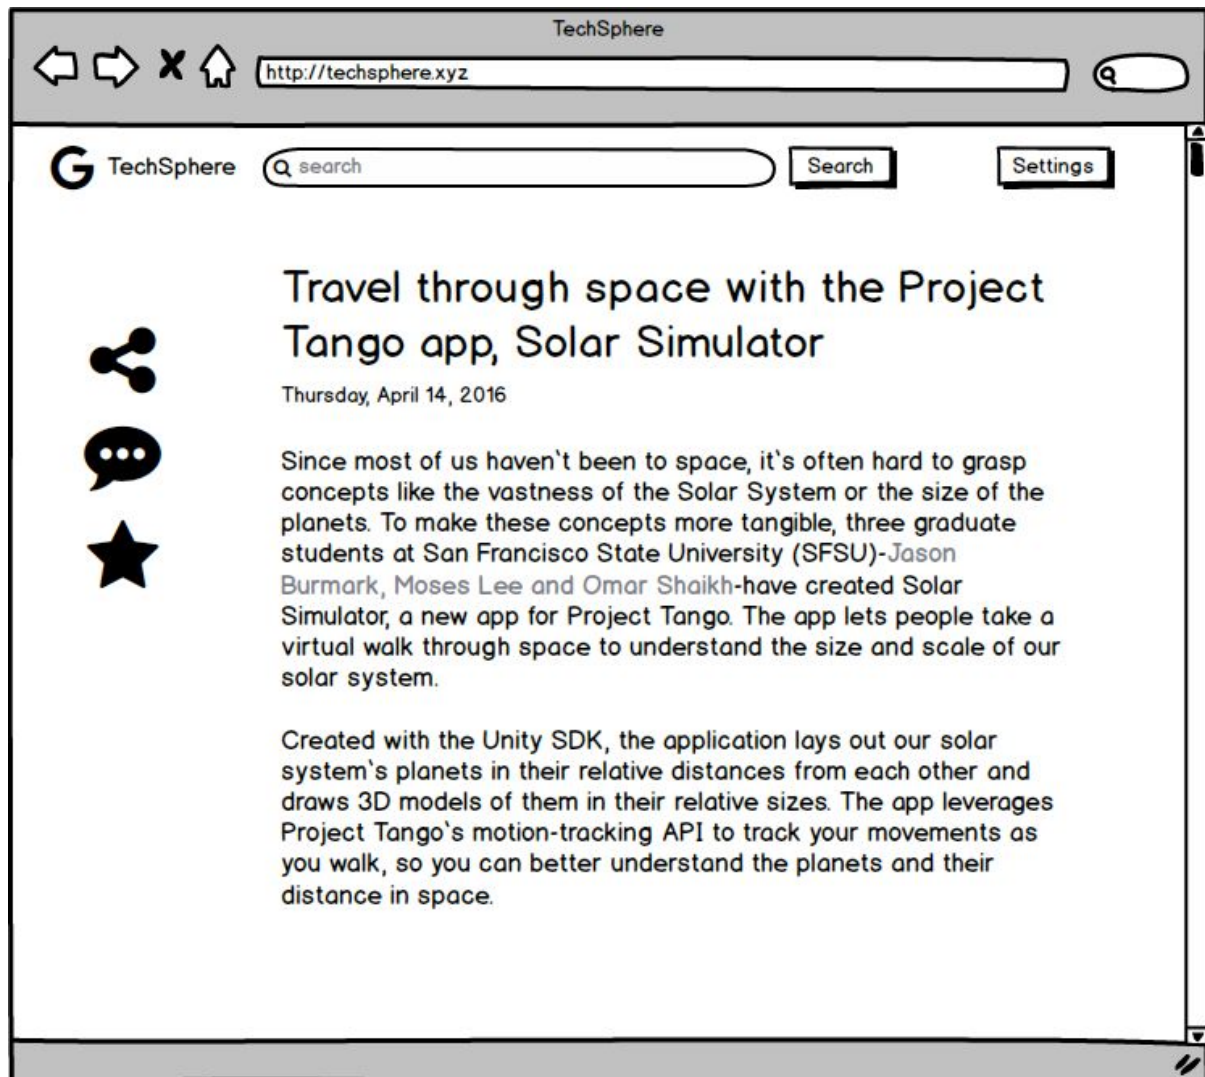 TechSphere
http://techsphere.xyz
G TechSphere
search
Search
Settings
Travel through space with the Project
Tango app, Solar Simulator
Thursday, April 14, 2016
Since most of us haven`t been to space, it`s often hard to grasp
concepts like the vastness of the Solar System or the size of the
planets. To make these concepts more tangible, three graduate
students at San Francisco State University (SFSU)-Jason
Burmark, Moses Lee and Omar Shaikh-have created Solar
Simulator, a new app for Project Tango. The app lets people take a
virtual walk through space to understand the size and scale of our
solar system.
Created with the Unity SDK, the application lays out our solar
system`s planets in their relative distances from each other and
draws 3D models of them in their relative sizes. The app leverages
Project Tango`s motion-tracking API to track your movements as
you walk, so you can better understand the planets and their
distance in space.